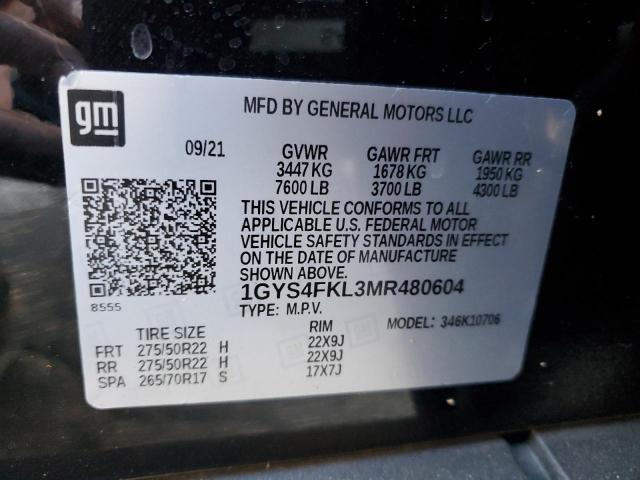 gm
MFD BY GENERAL MOTORS LLC
09/21 GVWR GAWR FRT GAWR RR
3447 KG 1678 KG 1950 KG
7600 LB 3700 LB 4300 LB
THIS VEHICLE CONFORMS TO ALL
APPLICABLE U.S. FEDERAL MOTOR
VEHICLE SAFETY STANDARDS IN EFFECT
ON THE DATE OF MANUFACTURE
SHOWN ABOVE.
8555
1GYS4FKL3MR480604
TYPE: M.P.V. MODEL: 346K10706
TIRE SIZE RIM
FRT 275/50R22 H 22X9J
RR 275/50R22 H 22X9J
SPA 265/70R17 S 17X7J